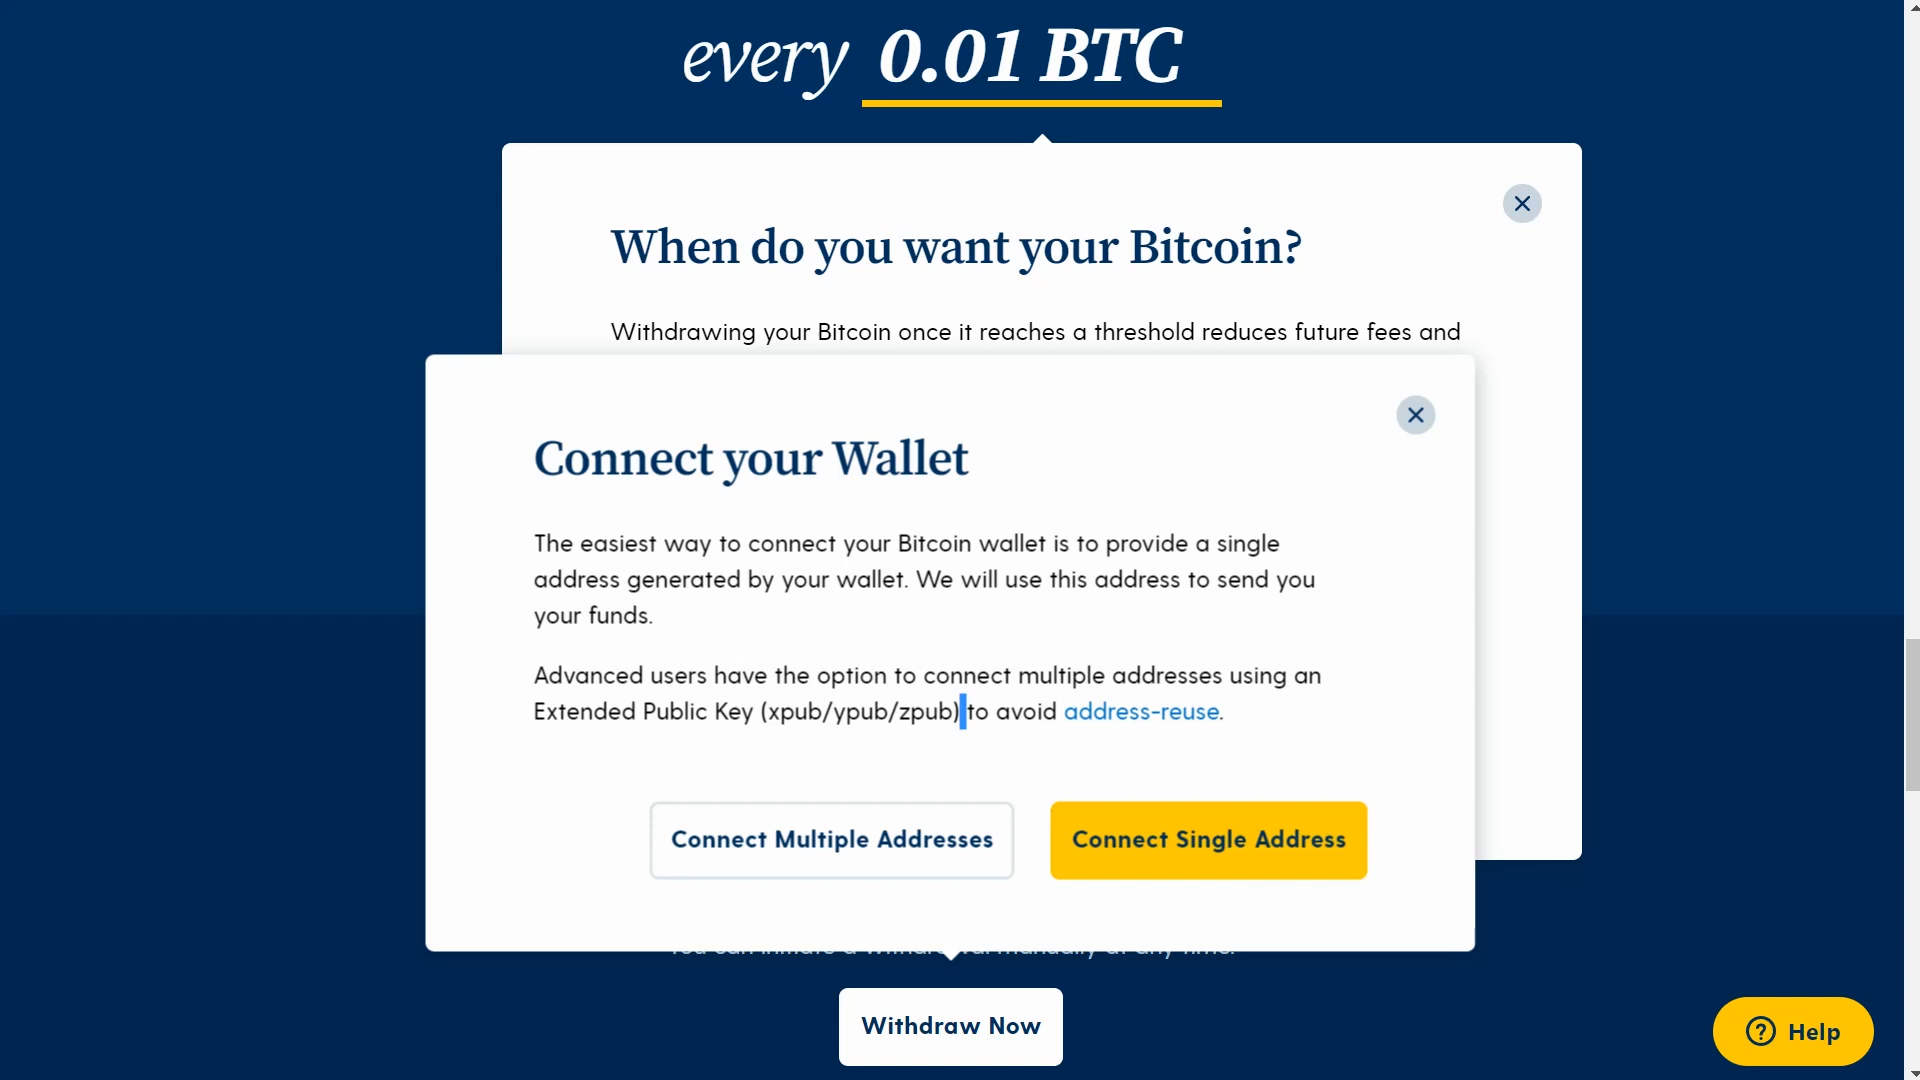 every 0.01 BTC
When do you want your Bitcoin?
Withdrawing your Bitcoin once it reaches a threshold reduces future fees and
Connect your Wallet
The easiest way to connect your Bitcoin wallet is to provide a single
address generated by your wallet. We will use this address to send you
your funds.
Advanced users have the option to connect multiple addresses using an
Extended Public Key (xpub/ypub/zpub) to avoid address-reuse.
Connect Multiple Addresses
Connect Single Address
Withdraw Now
Help